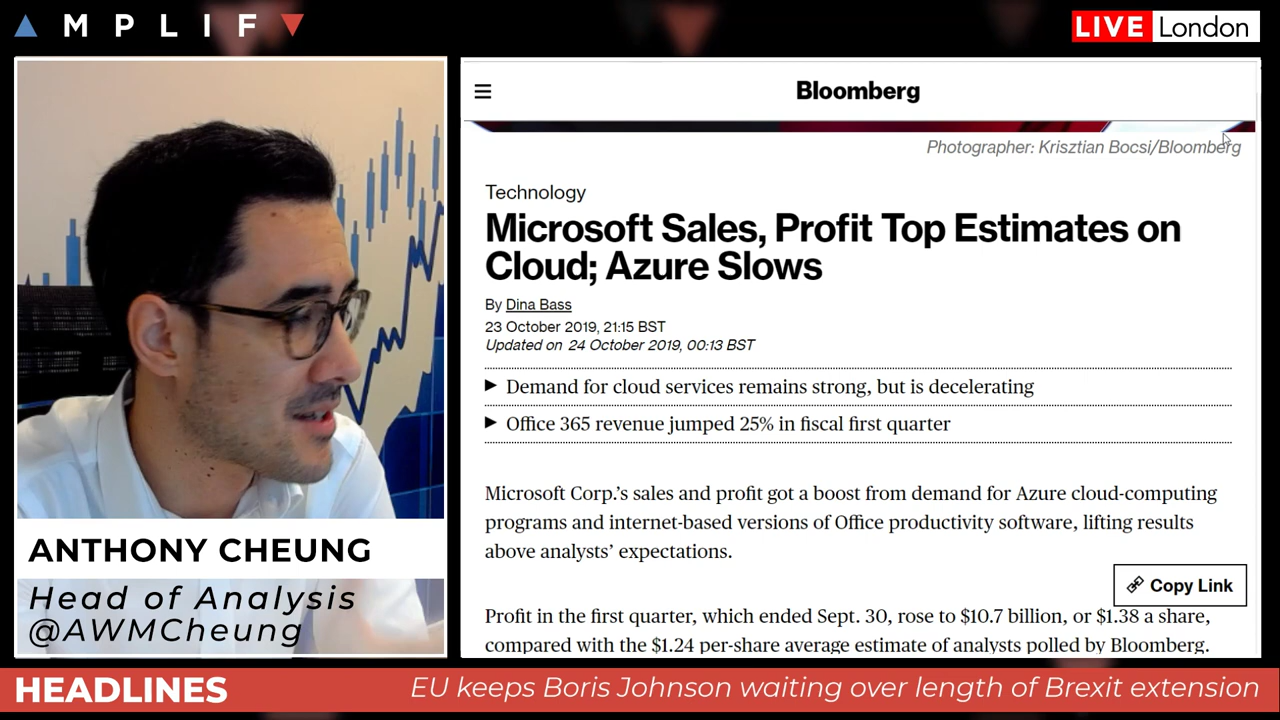 AMPLIFY
LIVE London
Bloomberg
Photographer: Krisztian Bocsi/Bloomberg
Technology
Microsoft Sales, Profit Top Estimates on
Cloud; Azure Slows
By Dina Bass
23 October 2019, 21:15 BST
Updated on 24 October 2019, 00:13 BST
Demand for cloud services remains strong, but is decelerating
Office 365 revenue jumped 25% in fiscal first quarter
Microsoft Corp.’s sales and profit got a boost from demand for Azure cloud-computing
programs and internet-based versions of Office productivity software, lifting results
above analysts’ expectations.
Copy Link
Profit in the first quarter, which ended Sept. 30, rose to $10.7 billion, or $1.38 a share,
compared with the $1.24 per-share average estimate of analysts polled by Bloomberg.
ANTHONY CHEUNG
Head of Analysis
@AWMCheung
HEADLINES
EU keeps Boris Johnson waiting over length of Brexit extension